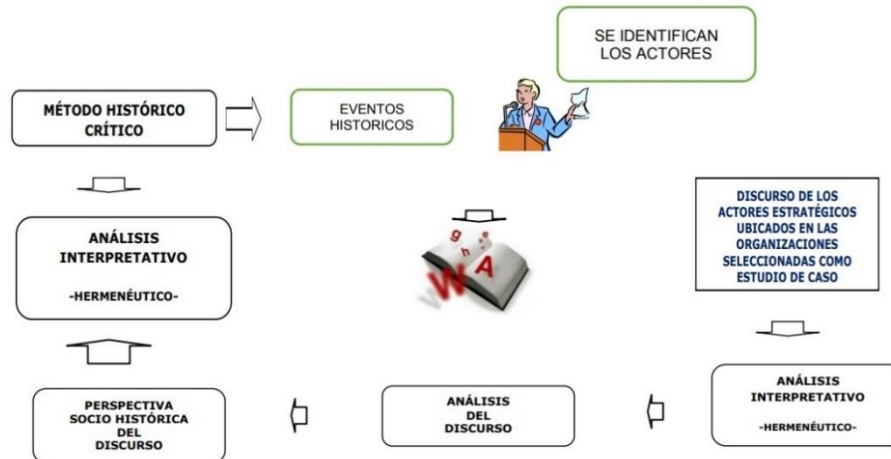 SE IDENTIFICAN
LOS ACTORES
MÉTODO HISTÓRICO
CRÍTICO
EVENTOS
HISTORICOS
DISCURSO DE LOS
ACTORES ESTRATÉGICOS
UBICADOS EN LAS
ORGANIZACIONES
SELECCIONADAS COMO
ESTUDIO DE CASO
ANÁLISIS
INTERPRETATIVO
-HERMENÉUTICO-
g
e
h
W A
W
PERSPECTIVA
SOCIO HISTÓRICA
DEL
DISCURSO
ANÁLISIS
DEL
DISCURSO
ANÁLISIS
INTERPRETATIVO
-HERMENÉUTICO-